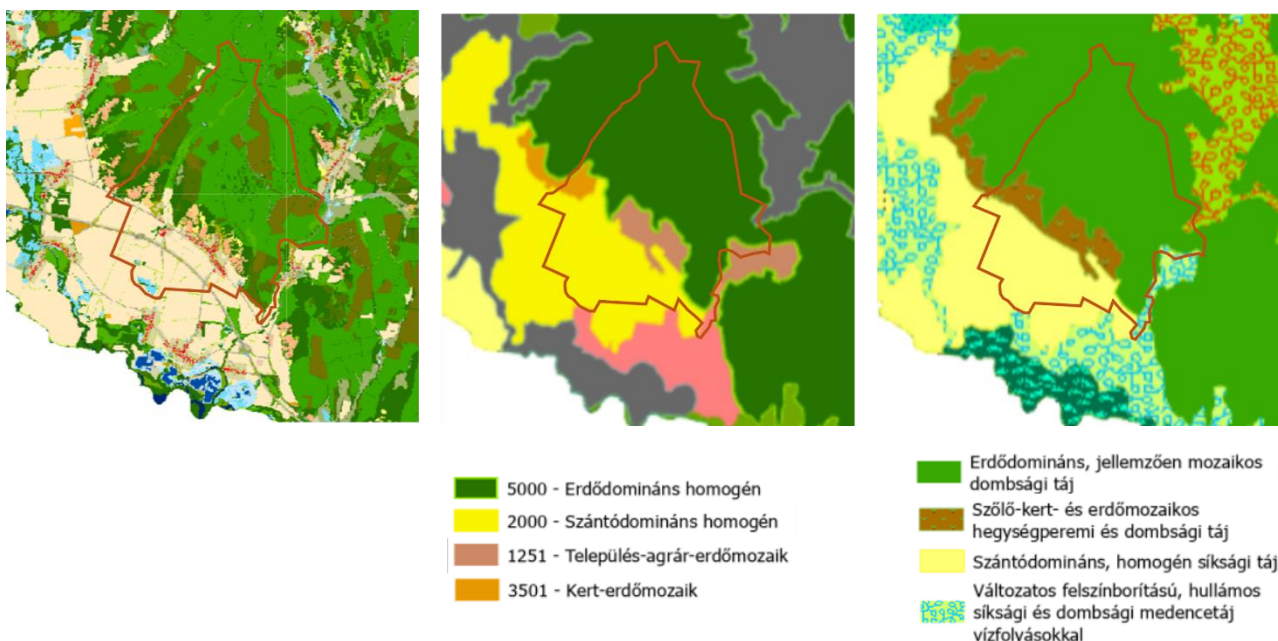 5000 - Erdődomináns homogén
2000 - Szántódomináns homogén
1251 - Település-agrár-erdőmozaik
3501 - Kert-erdőmozaik
Erdődomináns, jellemzően mozaikos
dombsági táj
Szőlő-kert- és erdőmozaikos
hegységperemi és dombsági táj
Szántódomináns, homogén síksági táj
Változatos felszínborítású, hullámos
síksági és dombsági medencetáj
vízfolyásokkal